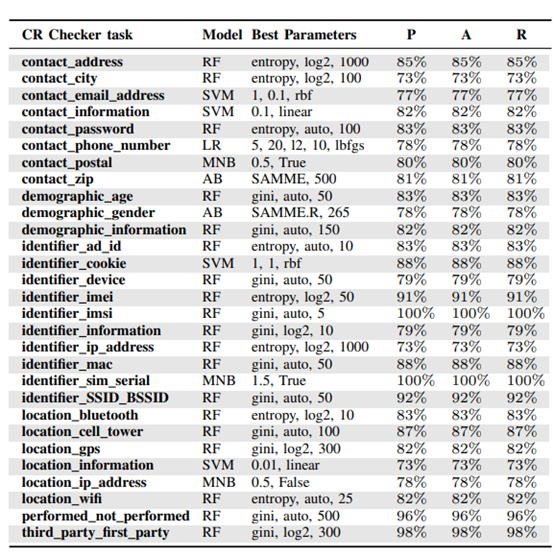 CR Checker task Model Best Parameters P A R
contact_address RF entropy, log2, 1000 85% 85% 85%
contact_city RF entropy, log2, 100 73% 73% 73%
contact_email_address SVM 1, 0.1, rbf 77% 77% 77%
contact_information SVM 0.1, linear 82% 82% 82%
contact_password RF entropy, auto, 100 83% 83% 83%
contact_phone_number LR 5, 20, l2, 10, lbfgs 78% 78% 78%
contact_postal MNB 0.5, True 80% 80% 80%
contact_zip AB SAMME, 500 81% 81% 81%
demographic_age RF gini, auto, 50 83% 83% 83%
demographic_gender AB SAMME.R, 265 78% 78% 78%
demographic_information RF gini, auto, 150 82% 82% 82%
identifier_ad_id RF entropy, auto, 10 83% 83% 83%
identifier_cookie SVM 1, 1, rbf 88% 88% 88%
identifier_device RF gini, auto, 50 79% 79% 79%
identifier_imei RF entropy, log2, 50 91% 91% 91%
identifier_imsi RF gini, auto, 5 100% 100% 100%
identifier_information RF gini, log2, 10 79% 79% 79%
identifier_ip_address RF entropy, log2, 1000 73% 73% 73%
identifier_mac RF gini, auto, 50 88% 88% 88%
identifier_sim_serial MNB 1.5, True 100% 100% 100%
identifier_SSID_BSSID RF gini, auto, 50 92% 92% 92%
location_bluetooth RF entropy, log2, 10 83% 83% 83%
location_cell_tower RF gini, auto, 100 87% 87% 87%
location_gps RF gini, log2, 300 82% 82% 82%
location_information SVM 0.01, linear 73% 73% 73%
location_ip_address MNB 0.5, False 78% 78% 78%
location_wifi RF entropy, auto, 25 82% 82% 82%
performed_not_performed RF gini, auto, 500 96% 96% 96%
third_party_first_party RF gini, log2, 300 98% 98% 98%